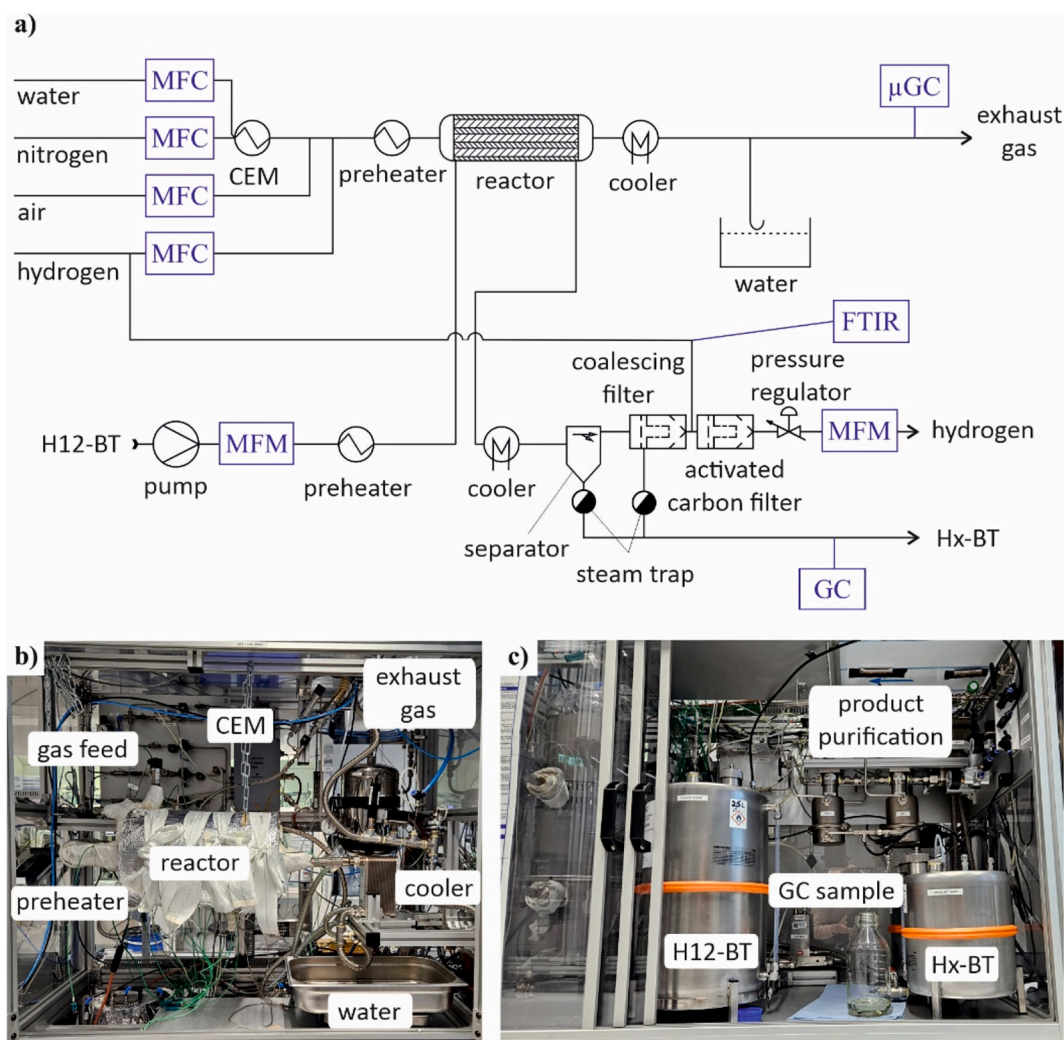 a)
water
MFC
nitrogen
MFC
air
MFC
hydrogen
MFC
CEM
preheater
reactor
cooler
μGC
exhaust
gas
water
FTIR
coalescing
filter
pressure
regulator
H12-BT
pump
MFM
preheater
cooler
separator
steam trap
activated
carbon filter
MFM
hydrogen
Hx-BT
GC
b)
exhaust
gas
CEM
gas feed
reactor
preheater
cooler
water
c)
product
purification
25L
GC sample
H12-BT
Hx-BT